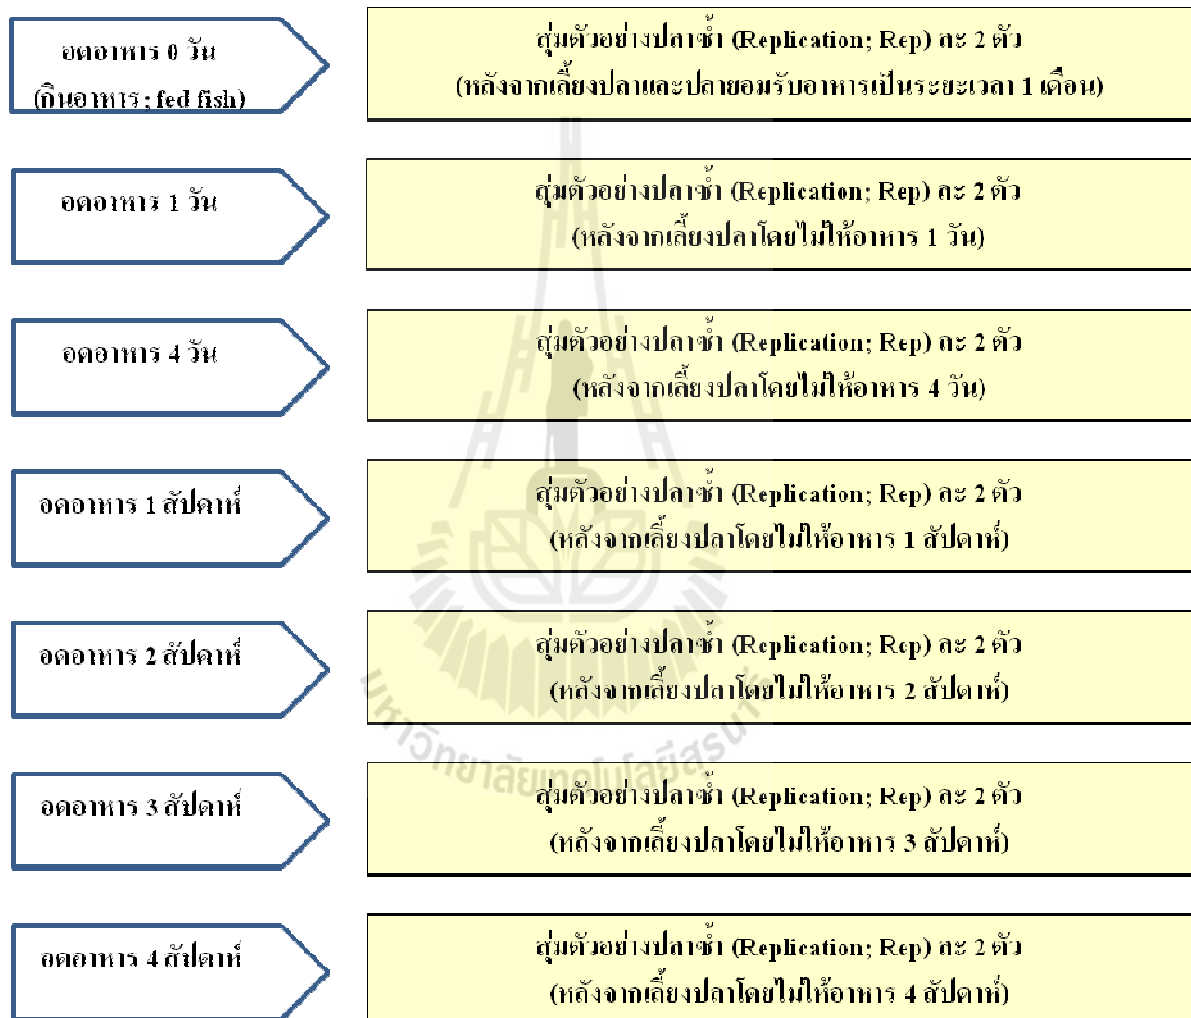 อดอาหาร 0 วัน
(กินอาหาร; fed fish)
สุ่มตัวอย่างปลาซ้ำ (Replication; Rep) ละ 2 ตัว
(หลังจากเลี้ยงปลาและปลายอมรับอาหารเป็นระยะเวลา 1 เดือน)
อดอาหาร 1 วัน
สุ่มตัวอย่างปลาซ้ำ (Replication; Rep) ละ 2 ตัว
(หลังจากเลี้ยงปลาโดยไม่ให้อาหาร 1 วัน)
อดอาหาร 4 วัน
สุ่มตัวอย่างปลาซ้ำ (Replication; Rep) ละ 2 ตัว
(หลังจากเลี้ยงปลาโดยไม่ให้อาหาร 4 วัน)
อดอาหาร 1 สัปดาห์
สุ่มตัวอย่างปลาซ้ำ (Replication; Rep) ละ 2 ตัว
(หลังจากเลี้ยงปลาโดยไม่ให้อาหาร 1 สัปดาห์)
อดอาหาร 2 สัปดาห์
สุ่มตัวอย่างปลาซ้ำ (Replication; Rep) ละ 2 ตัว
(หลังจากเลี้ยงปลาโดยไม่ให้อาหาร 2 สัปดาห์)
มหาวิทยาลัยเทคโนโลยีสุรนารี
อดอาหาร 3 สัปดาห์
สุ่มตัวอย่างปลาซ้ำ (Replication; Rep) ละ 2 ตัว
(หลังจากเลี้ยงปลาโดยไม่ให้อาหาร 3 สัปดาห์)
อดอาหาร 4 สัปดาห์
สุ่มตัวอย่างปลาซ้ำ (Replication; Rep) ละ 2 ตัว
(หลังจากเลี้ยงปลาโดยไม่ให้อาหาร 4 สัปดาห์)